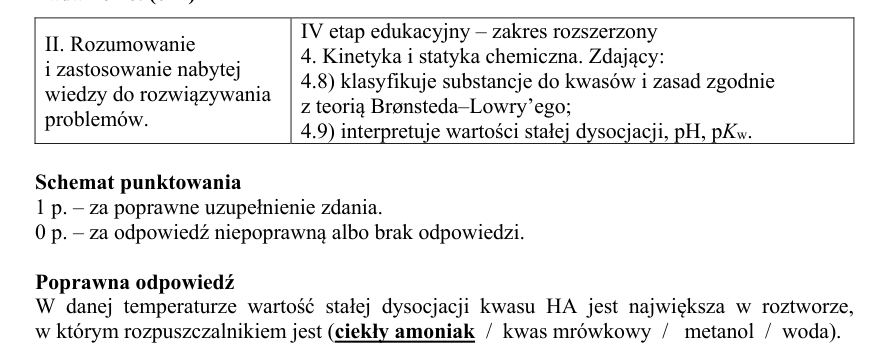 II. Rozumowanie
i zastosowanie nabytej
wiedzy do rozwiązywania
problemów.
IV etap edukacyjny – zakres rozszerzony
4. Kinetyka i statyka chemiczna. Zdający:
4.8) klasyfikuje substancje do kwasów i zasad zgodnie
z teorią Brønsteda–Lowry’ego;
4.9) interpretuje wartości stałej dysocjacji, pH, pKw.
Schemat punktowania
1 p. – za poprawne uzupełnienie zdania.
0 p. – za odpowiedź niepoprawną albo brak odpowiedzi.
Poprawna odpowiedź
W danej temperaturze wartość stałej dysocjacji kwasu HA jest największa w roztworze,
w którym rozpuszczalnikiem jest (ciekły amoniak / kwas mrówkowy / metanol / woda).